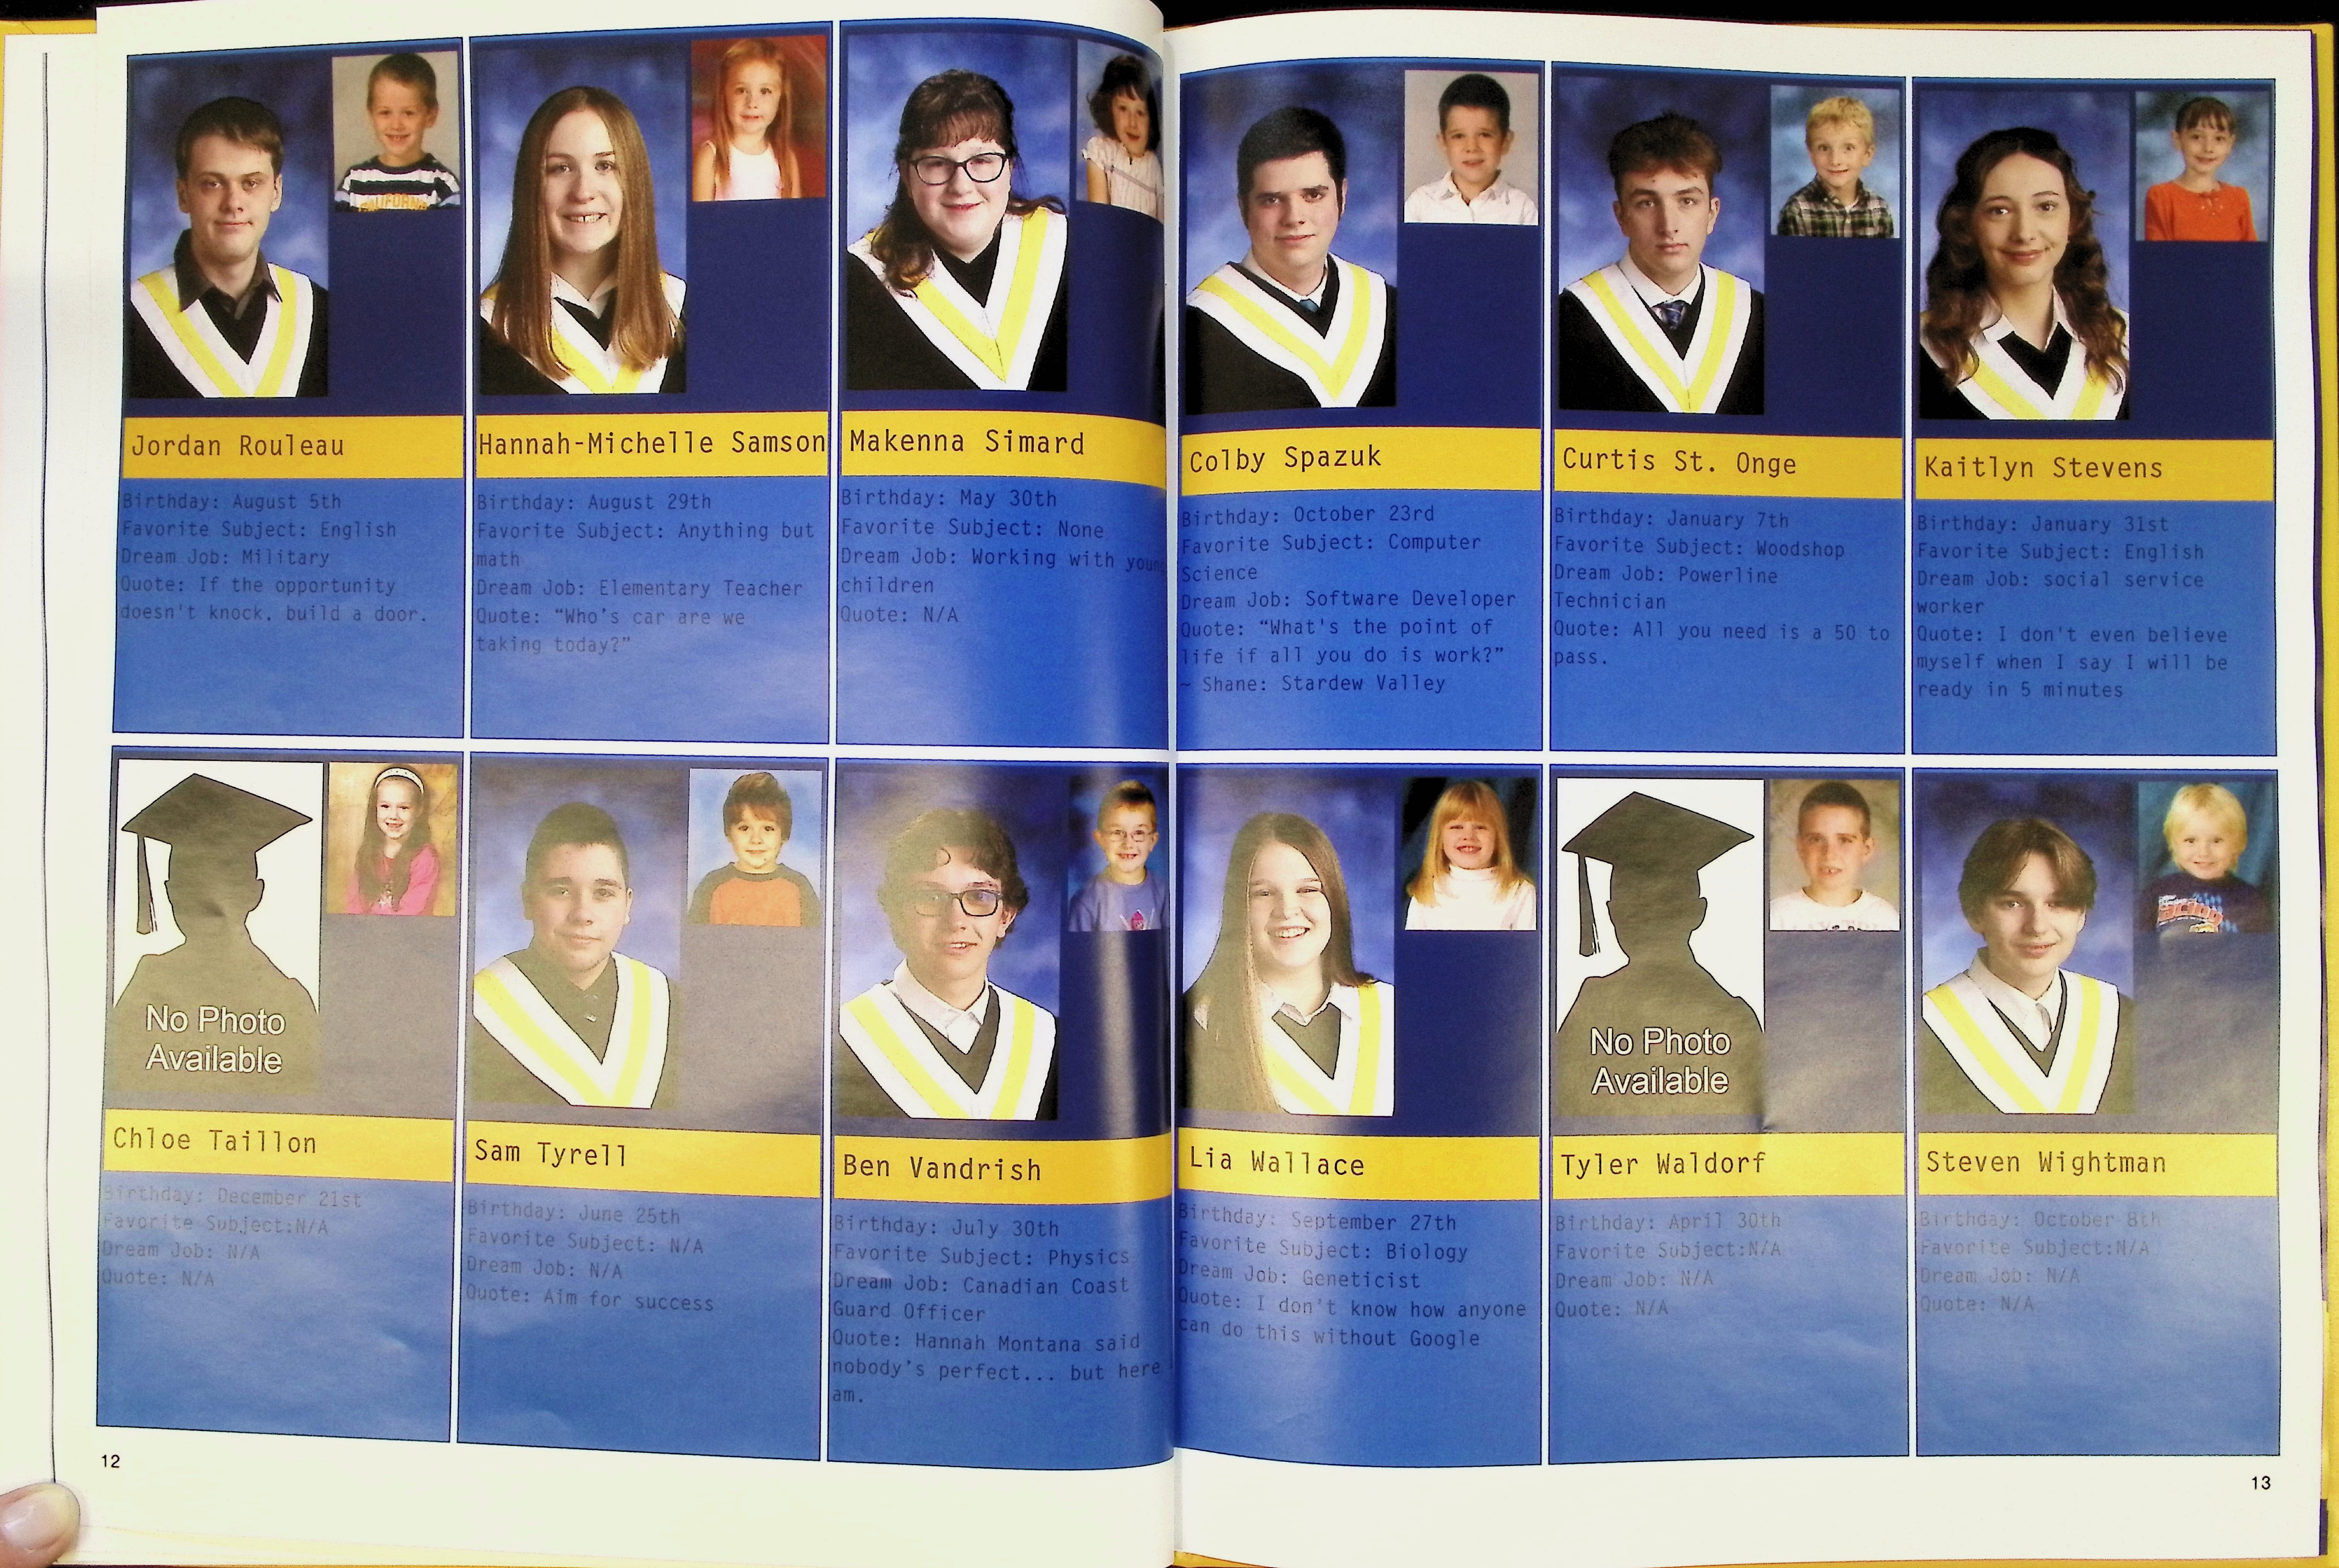 CALIFORNIA
Jordan Rouleau
Birthday: August 5th
Favorite Subject: English
Dream Job: Military
Quote: If the opportunity
doesn't knock, build a door.
Hannah-Michelle Samson
Birthday: August 29th
Favorite Subject: Anything but
math
Dream Job: Elementary Teacher
Quote: “Who's car are we
taking today?”
Makenna Simard
Birthday: May 30th
Favorite Subject: None
Dream Job: Working with
children
Quote: N/A
Colby Spazuk
Birthday: October 23rd
Favorite Subject: Computer
Science
Dream Job: Software Developer
Quote: “What's the point of
life if all you do is work?”
~ Shane: Stardew Valley
Curtis St. Onge
Birthday: January 7th
Favorite Subject: Woodshop
Dream Job: Powerline
Technician
Quote: All you need is a 50 to
pass.
Kaitlyn Stevens
Birthday: January 31st
Favorite Subject: English
Dream Job: social service
worker
Quote: I don't even believe
myself when I say I will be
ready in 5 minutes
No Photo
Available
Chloe Taillon
Birthday: December 21st
Favorite Subject:N/A
Dream Job: N/A
Quote: N/A
Sam Tyrell
Birthday: June 25th
Favorite Subject: N/A
Dream Job: N/A
Quote: Aim for success
Ben Vandrish
Birthday: July 30th
Favorite Subject: Physics
Dream Job: Canadian Coast
Guard Officer
Quote: Hannah Montana said
nobody's perfect... but here
am.
Lia Wallace
Birthday: September 27th
Favorite Subject: Biology
Dream Job: Geneticist
Quote: I don't know how anyone
can do this without Google
No Photo
Available
Tyler Waldorf
Birthday: April 30th
Favorite Subject:N/A
Dream Job: N/A
Quote: N/A
Steven Wightman
Birthday: October 8th
Favorite Subject:N/A
Dream Job: N/A
Quote: N/A
12
13